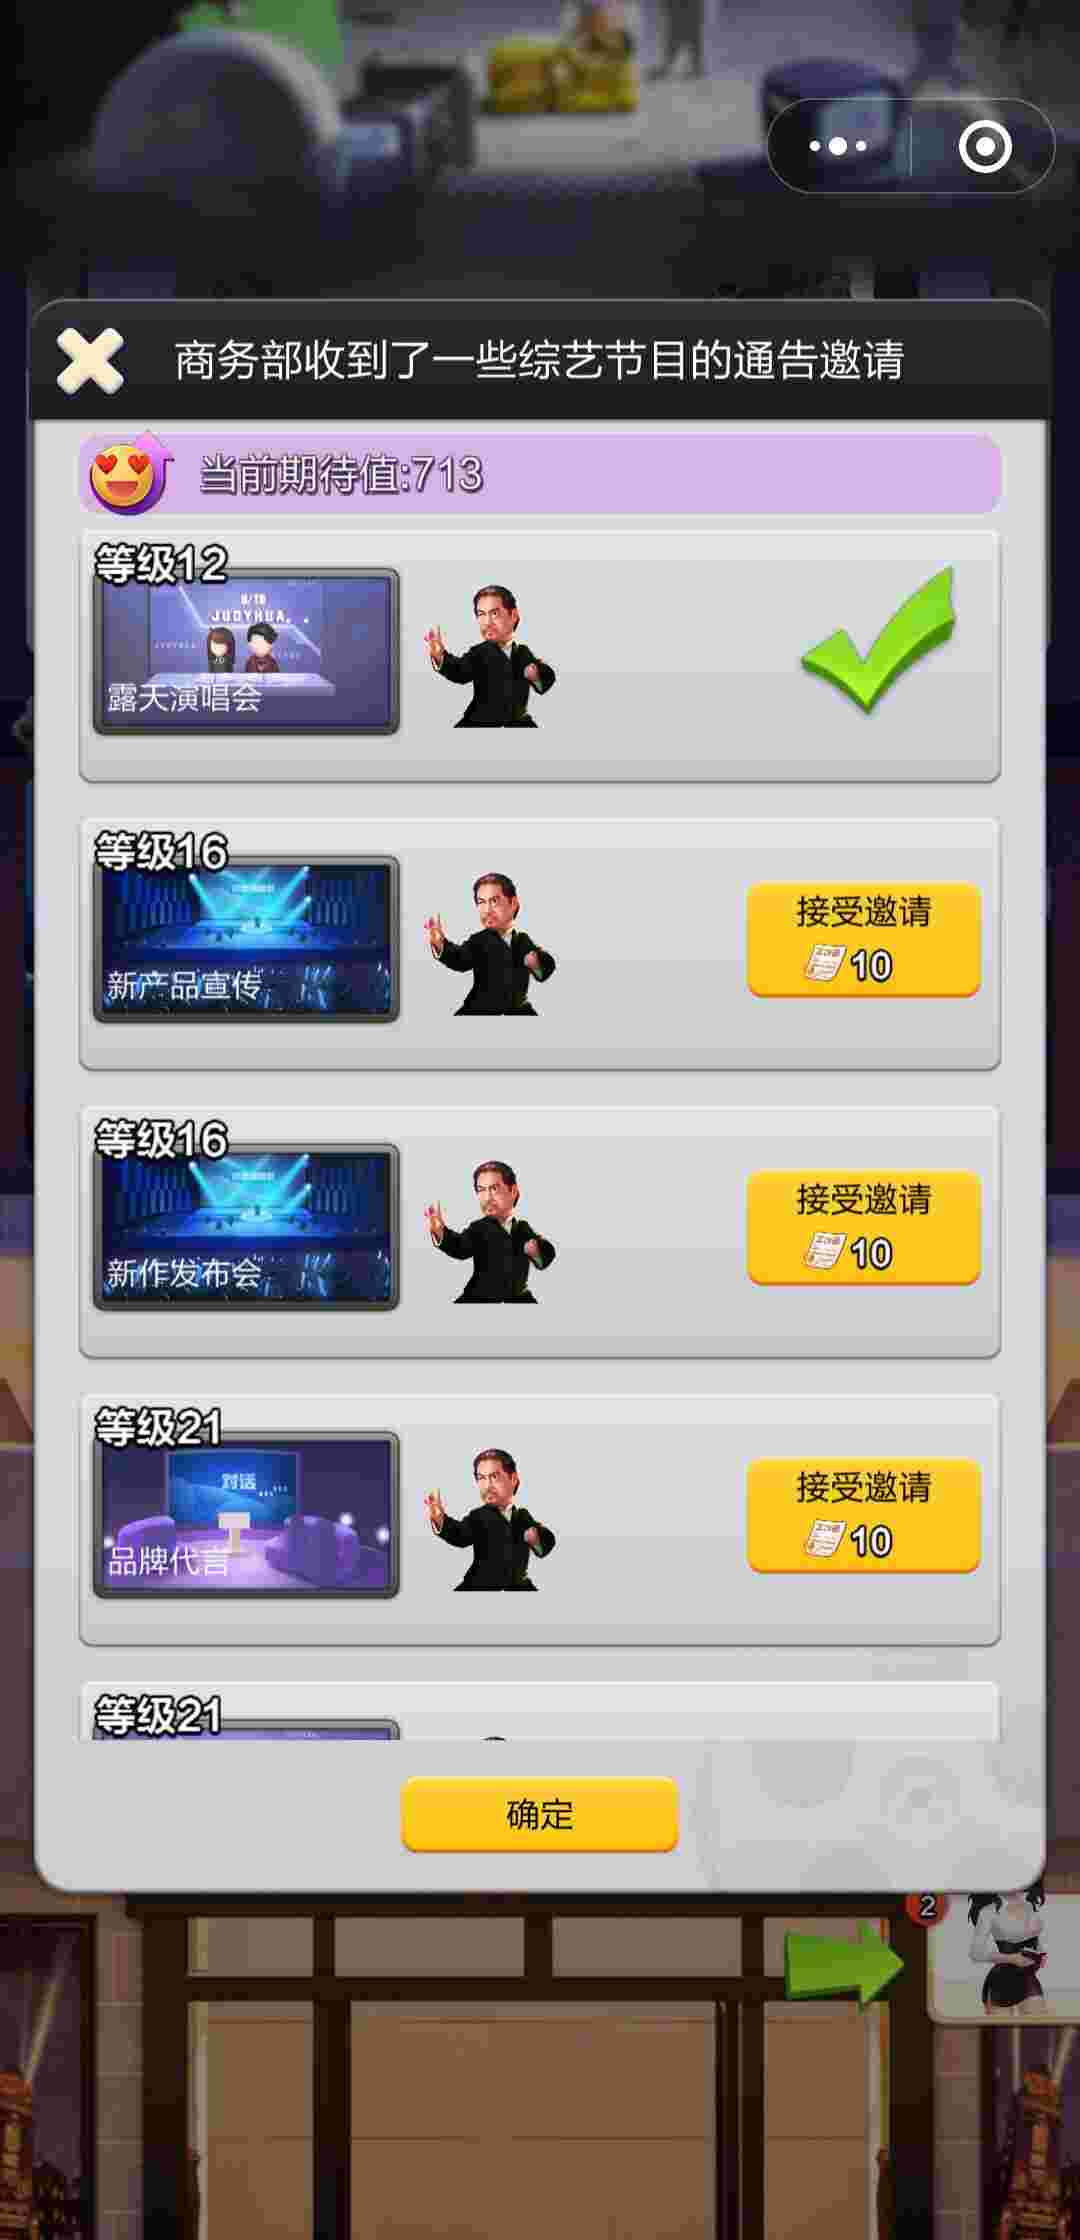 商务部收到了一些综艺节目的通告邀请
当前期待值:713
等级12
JUDYHUA
露天演唱会
等级16
新产品宣传
接受邀请
10
等级16
新作发布会
接受邀请
10
等级21
对话
品牌代言
接受邀请
10
等级21
确定
2